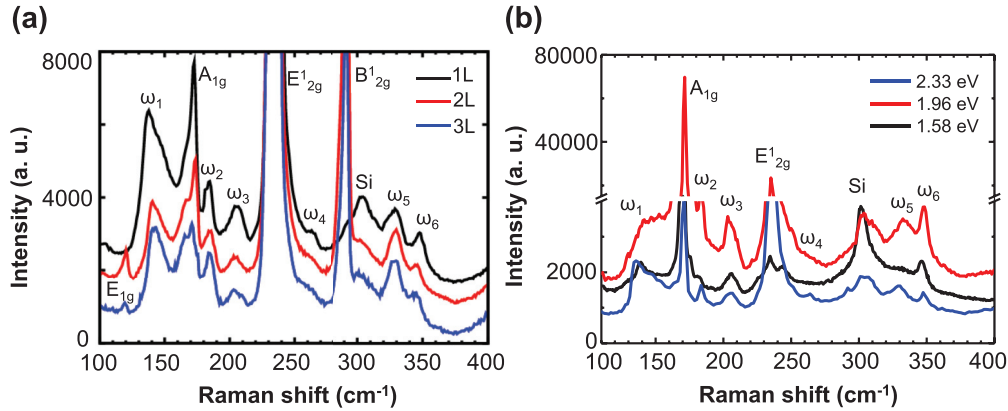 (a)
8000
4000
0
Intensity (a. u.)
ω1
A1g
ω2
ω3
E¹2g
ω4
B¹2g
Si
ω5
ω6
E1g
1L
2L
3L
100 150 200 250 300 350 400
Raman shift (cm-1)
(b)
80000
40000
2000
0
Intensity (a. u.)
ω1
A1g
ω2
ω3
E¹2g
ω4
Si
ω5
ω6
2.33 eV
1.96 eV
1.58 eV
100 150 200 250 300 350 400
Raman shift (cm-1)